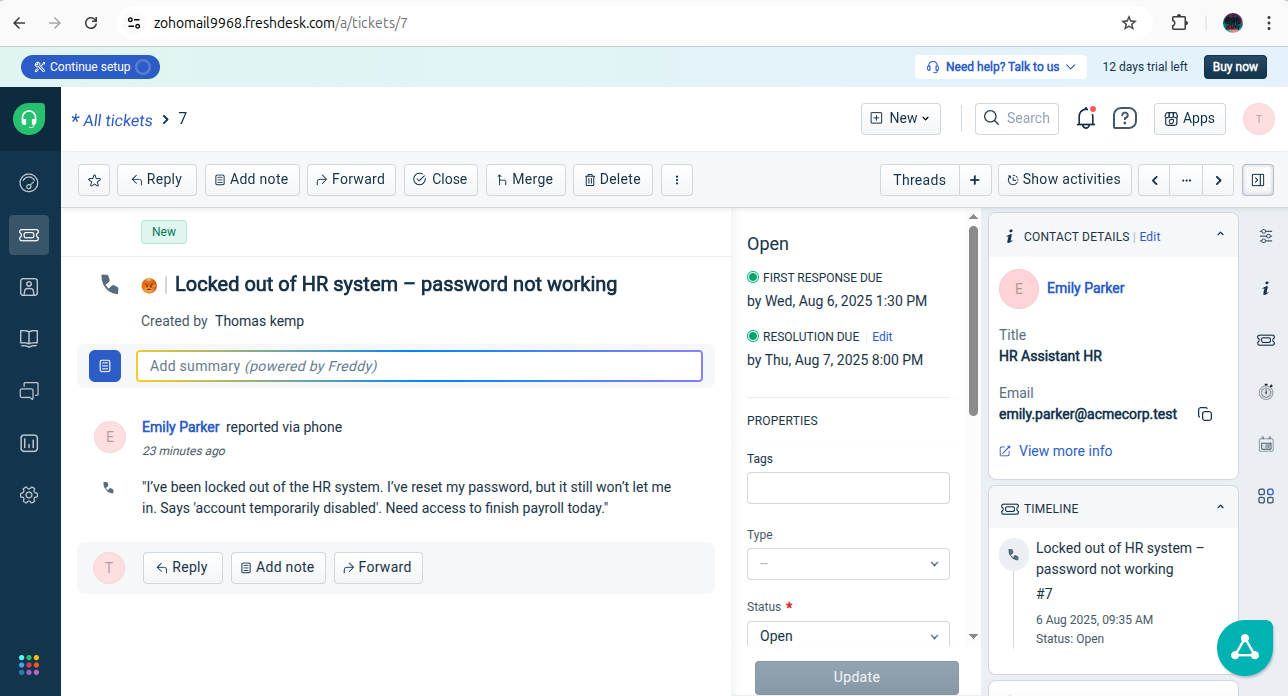 zohomail9968.freshdesk.com/a/tickets/7
Continue setup
Need help? Talk to us
12 days trial left
Buy now
* All tickets > 7
New
Search
Apps
T
Reply
Add note
Forward
Close
Merge
Delete
Threads
+
Show activities
New
Locked out of HR system – password not working
Created by Thomas kemp
Add summary (powered by Freddy)
E
Emily Parker reported via phone
23 minutes ago
"I've been locked out of the HR system. I've reset my password, but it still won't let me
in. Says 'account temporarily disabled'. Need access to finish payroll today."
T
Reply
Add note
Forward
Open
FIRST RESPONSE DUE
by Wed, Aug 6, 2025 1:30 PM
RESOLUTION DUE | Edit
by Thu, Aug 7, 2025 8:00 PM
PROPERTIES
Tags
Type
--
Status *
Open
Update
CONTACT DETAILS | Edit
E
Emily Parker
Title
HR Assistant HR
Email
emily.parker@acmecorp.test
View more info
TIMELINE
Locked out of HR system –
password not working
#7
6 Aug 2025, 09:35 AM
Status: Open